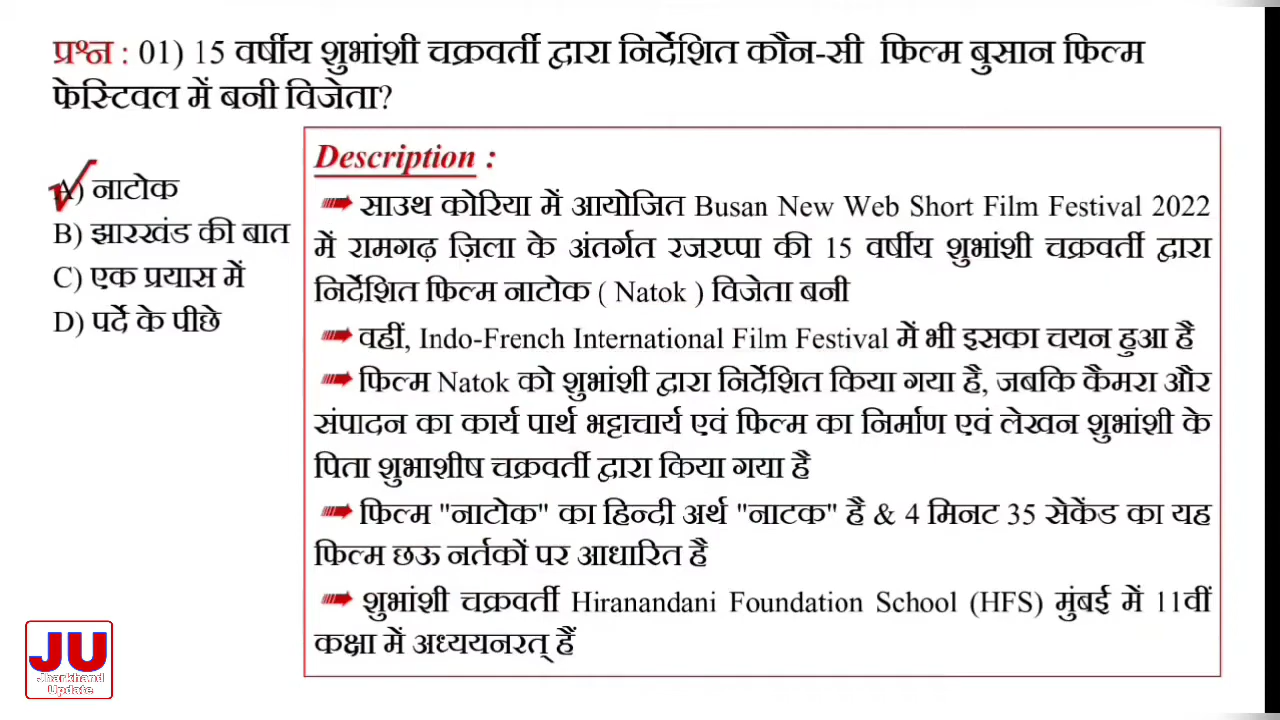 प्रश्न : 01) 15 वर्षीय शुभांशी चक्रवर्ती द्वारा निर्देशित कौन-सी फिल्म बुसान फिल्म
फेस्टिवल में बनी विजेता?
A) नाटोक
B) झारखंड की बात
C) एक प्रयास में
D) पर्दे के पीछे
Description :
साउथ कोरिया में आयोजित Busan New Web Short Film Festival 2022
में रामगढ़ ज़िला के अंतर्गत रजरप्पा की 15 वर्षीय शुभांशी चक्रवर्ती द्वारा
निर्देशित फिल्म नाटोक ( Natok ) विजेता बनी
वहीं, Indo-French International Film Festival में भी इसका चयन हुआ है
फिल्म Natok को शुभांशी द्वारा निर्देशित किया गया है, जबकि कैमरा और
संपादन का कार्य पार्थ भट्टाचार्य एवं फिल्म का निर्माण एवं लेखन शुभांशी के
पिता शुभाशीष चक्रवर्ती द्वारा किया गया है
फिल्म "नाटोक" का हिन्दी अर्थ "नाटक" है & 4 मिनट 35 सेकेंड का यह
फिल्म छऊ नर्तकों पर आधारित है
शुभांशी चक्रवर्ती Hiranandani Foundation School (HFS) मुंबई में 11वीं
कक्षा में अध्ययनरत् हैं
JU
Jharkhand
Update